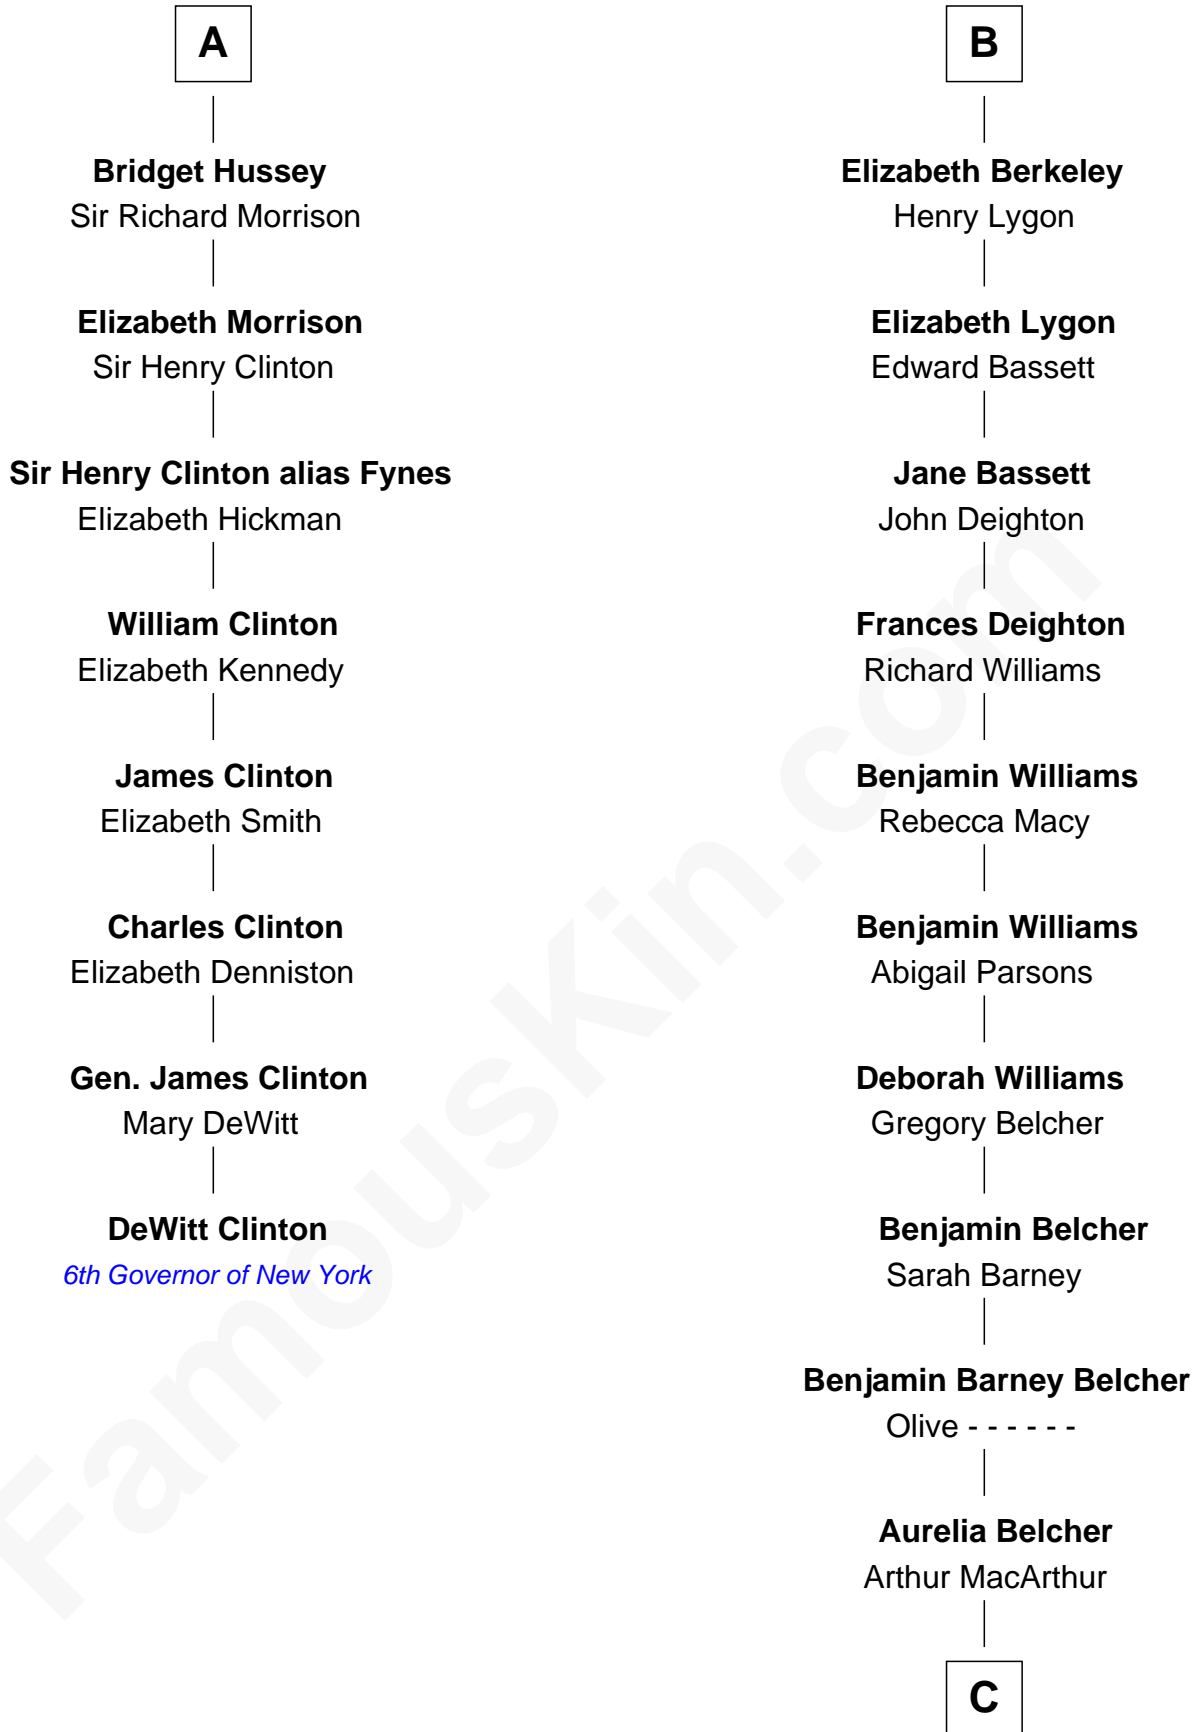 A
Bridget Hussey
Sir Richard Morrison
Elizabeth Morrison
Sir Henry Clinton
Sir Henry Clinton alias Fynes
Elizabeth Hickman
William Clinton
Elizabeth Kennedy
James Clinton
Elizabeth Smith
Charles Clinton
Elizabeth Denniston
Gen. James Clinton
Mary DeWitt
DeWitt Clinton
6th Governor of New York
B
Elizabeth Berkeley
Henry Lygon
Elizabeth Lygon
Edward Bassett
Jane Bassett
John Deighton
Frances Deighton
Richard Williams
Benjamin Williams
Rebecca Macy
Benjamin Williams
Abigail Parsons
Deborah Williams
Gregory Belcher
Benjamin Belcher
Sarah Barney
Benjamin Barney Belcher
Olive - - - - - -
Aurelia Belcher
Arthur MacArthur
C
FamousKin.com